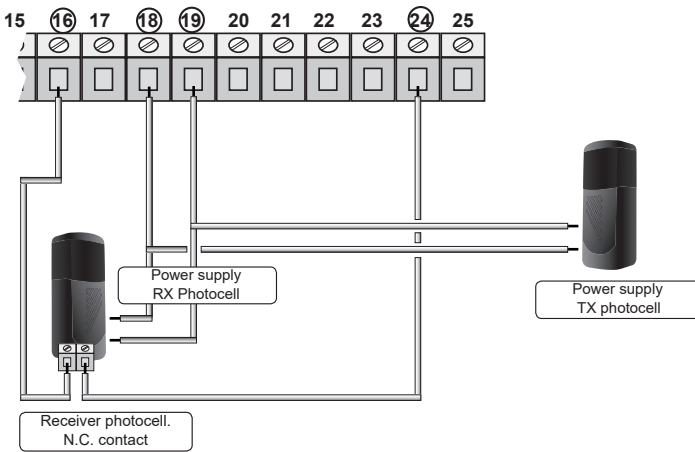 15 16 17 18 19 20 21 22 23 24 25
Power supply
RX Photocell
Power supply
TX photocell
Receiver photocell.
N.C. contact